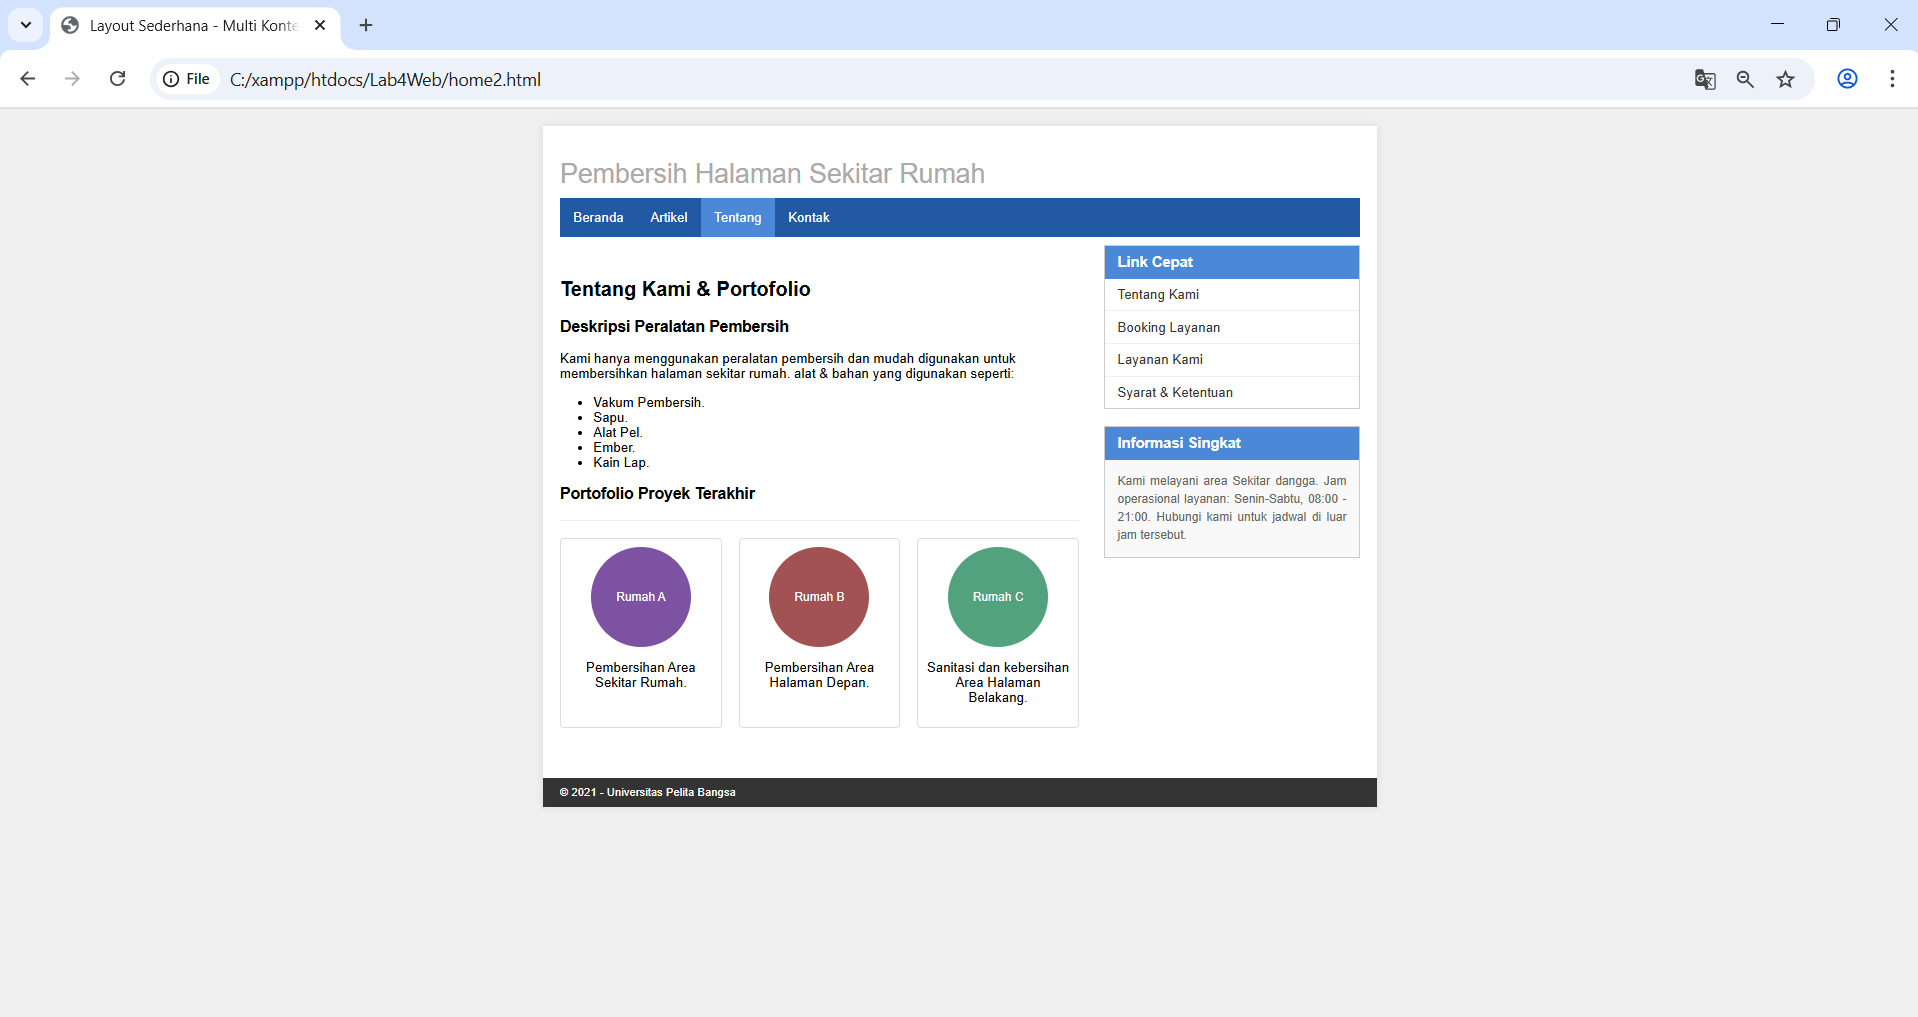 Layout Sederhana - Multi Konte
File
C:/xampp/htdocs/Lab4Web/home2.html
Pembersih Halaman Sekitar Rumah
Beranda Artikel Tentang Kontak
Tentang Kami & Portofolio
Deskripsi Peralatan Pembersih
Kami hanya menggunakan peralatan pembersih dan mudah digunakan untuk
membersihkan halaman sekitar rumah. alat & bahan yang digunakan seperti:
• Vakum Pembersih.
• Sapu.
• Alat Pel.
• Ember.
• Kain Lap.
Portofolio Proyek Terakhir
Rumah A
Pembersihan Area
Sekitar Rumah.
Rumah B
Pembersihan Area
Halaman Depan.
Rumah C
Sanitasi dan kebersihan
Area Halaman
Belakang.
Link Cepat
Tentang Kami
Booking Layanan
Layanan Kami
Syarat & Ketentuan
Informasi Singkat
Kami melayani area Sekitar dangga. Jam
operasional layanan: Senin-Sabtu, 08:00 -
21:00. Hubungi kami untuk jadwal di luar
jam tersebut.
© 2021 - Universitas Pelita Bangsa